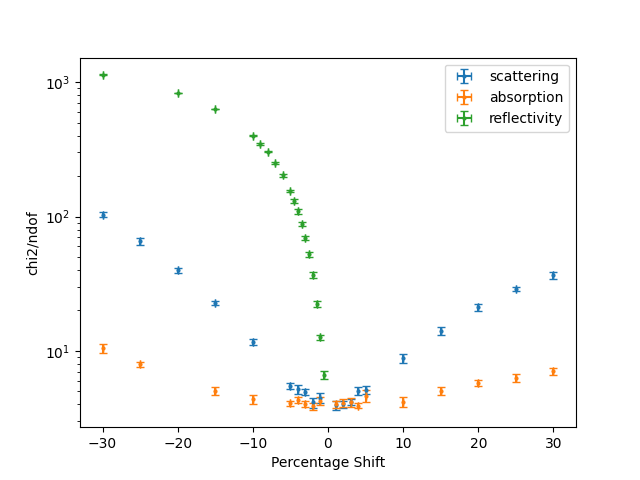 scattering
absorption
reflectivity
10³
10²
10¹
chi2/ndof
−30
−20
−10
0
10
20
30
Percentage Shift